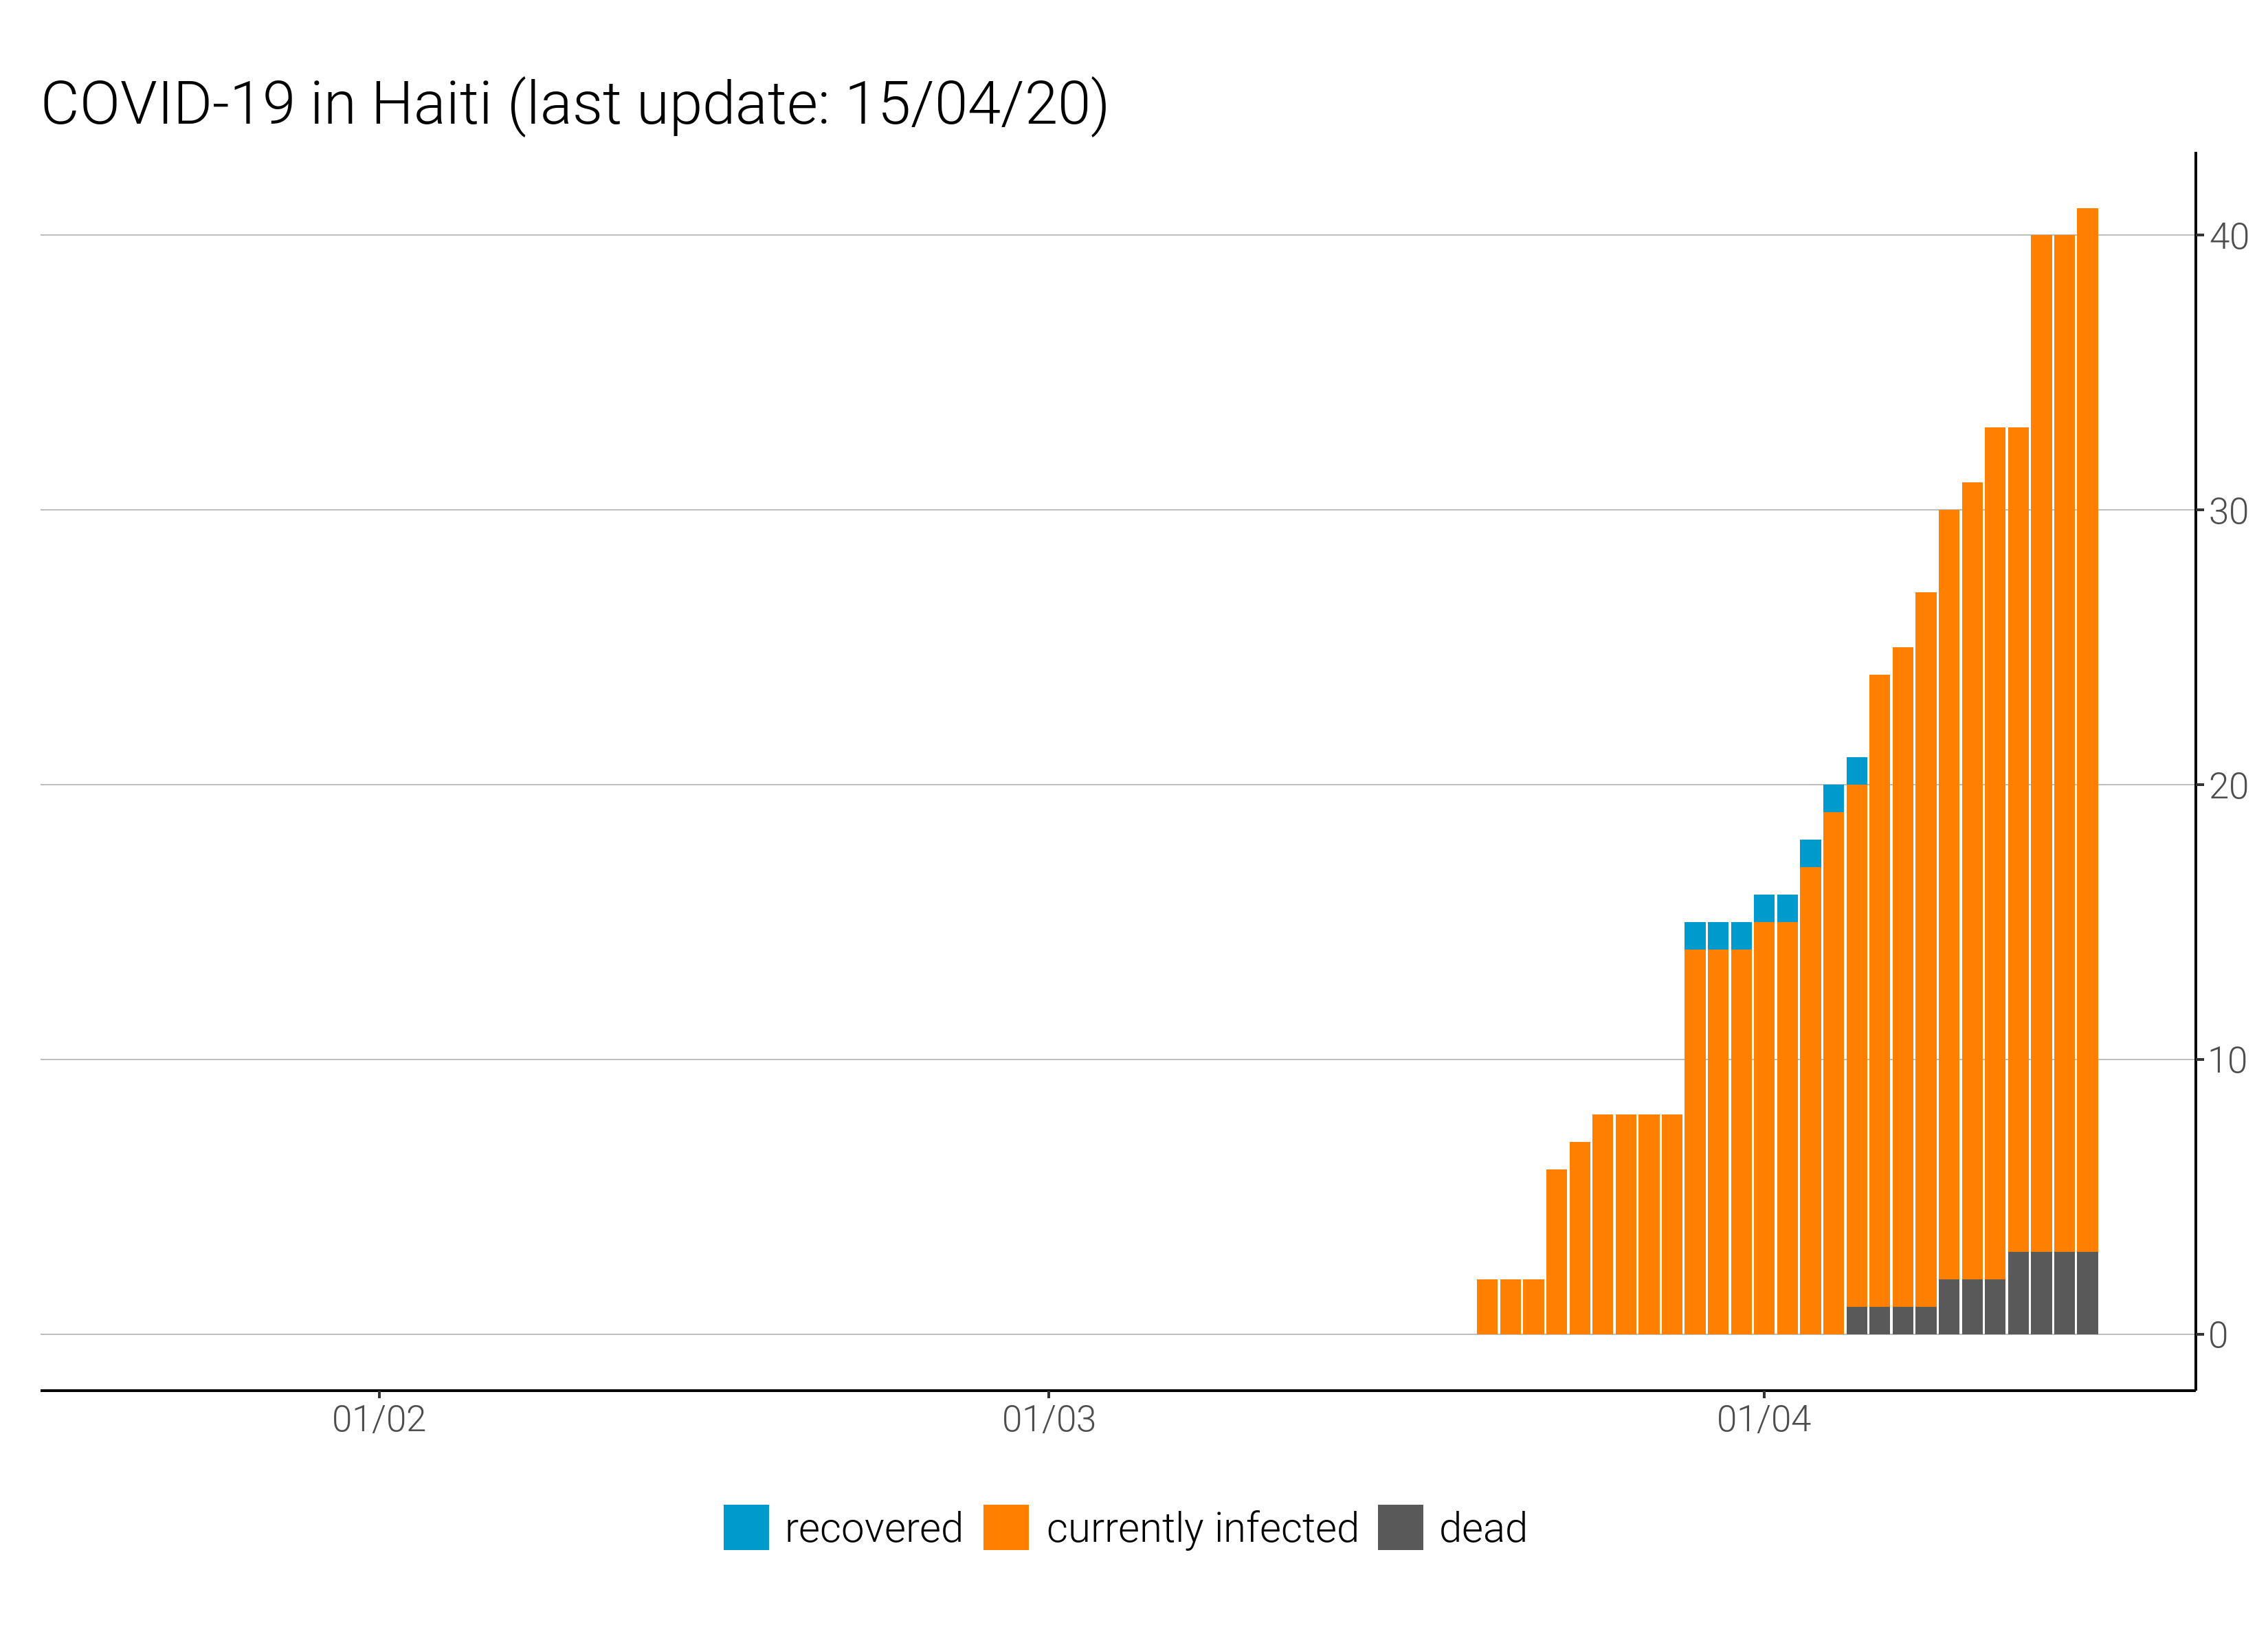 COVID-19 in Haiti (last update: 15/04/20)
40
30
20
10
0
01/02 01/03 01/04
recovered currently infected dead